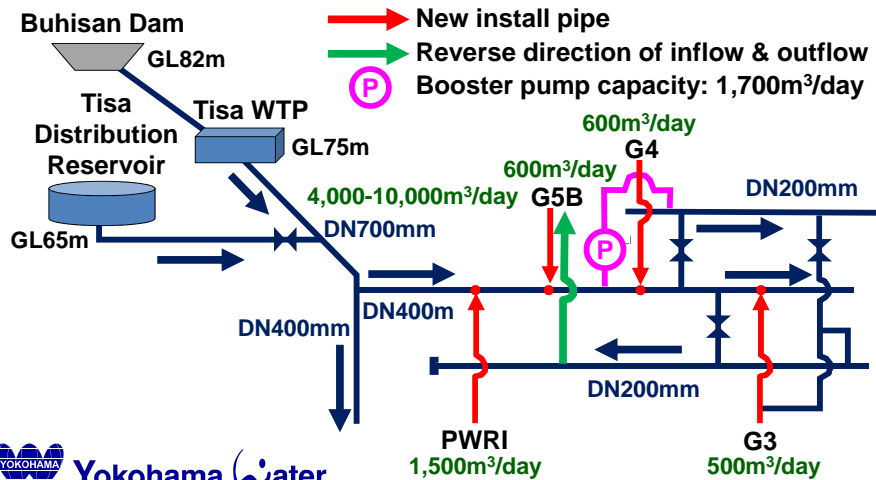 Buhisan Dam
GL82m
New install pipe
Reverse direction of inflow & outflow
P
Booster pump capacity: 1,700m³/day
Tisa
Distribution
Reservoir
GL65m
Tisa WTP
GL75m
4,000-10,000m³/day
DN700mm
600m³/day
G5B
600m³/day
G4
P
DN200mm
DN400mm
DN400m
DN200mm
PWRI
1,500m³/day
G3
500m³/day
YOKOHAMA
Yokohama